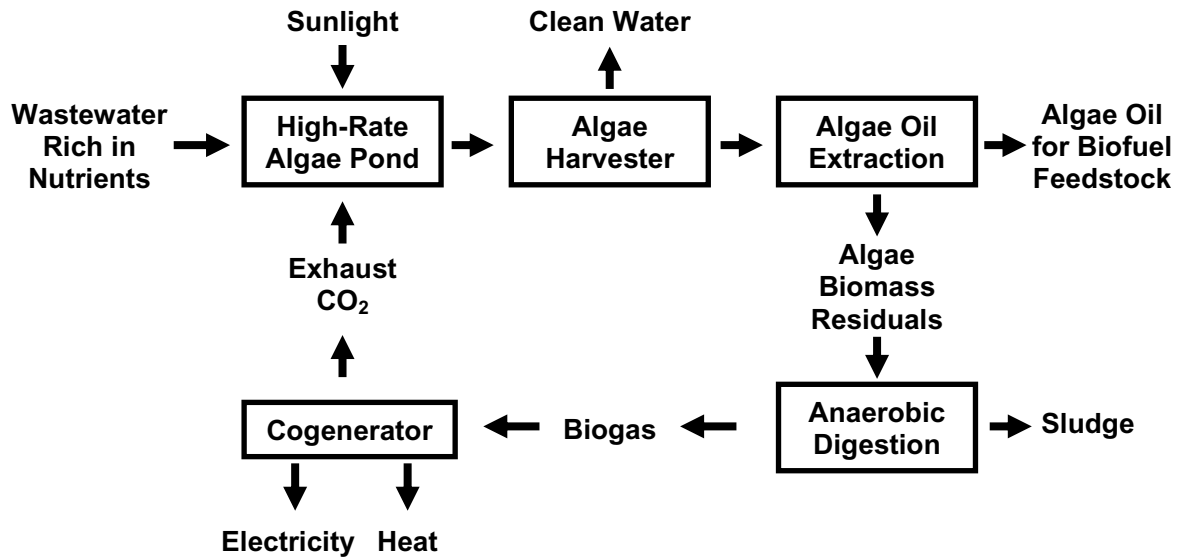 Sunlight
Clean Water
Wastewater
Rich in
Nutrients
High-Rate
Algae Pond
Algae
Harvester
Algae Oil
Extraction
Algae Oil
for Biofuel
Feedstock
Exhaust
CO₂
Algae
Biomass
Residuals
Cogenerator
Biogas
Anaerobic
Digestion
Sludge
Electricity
Heat